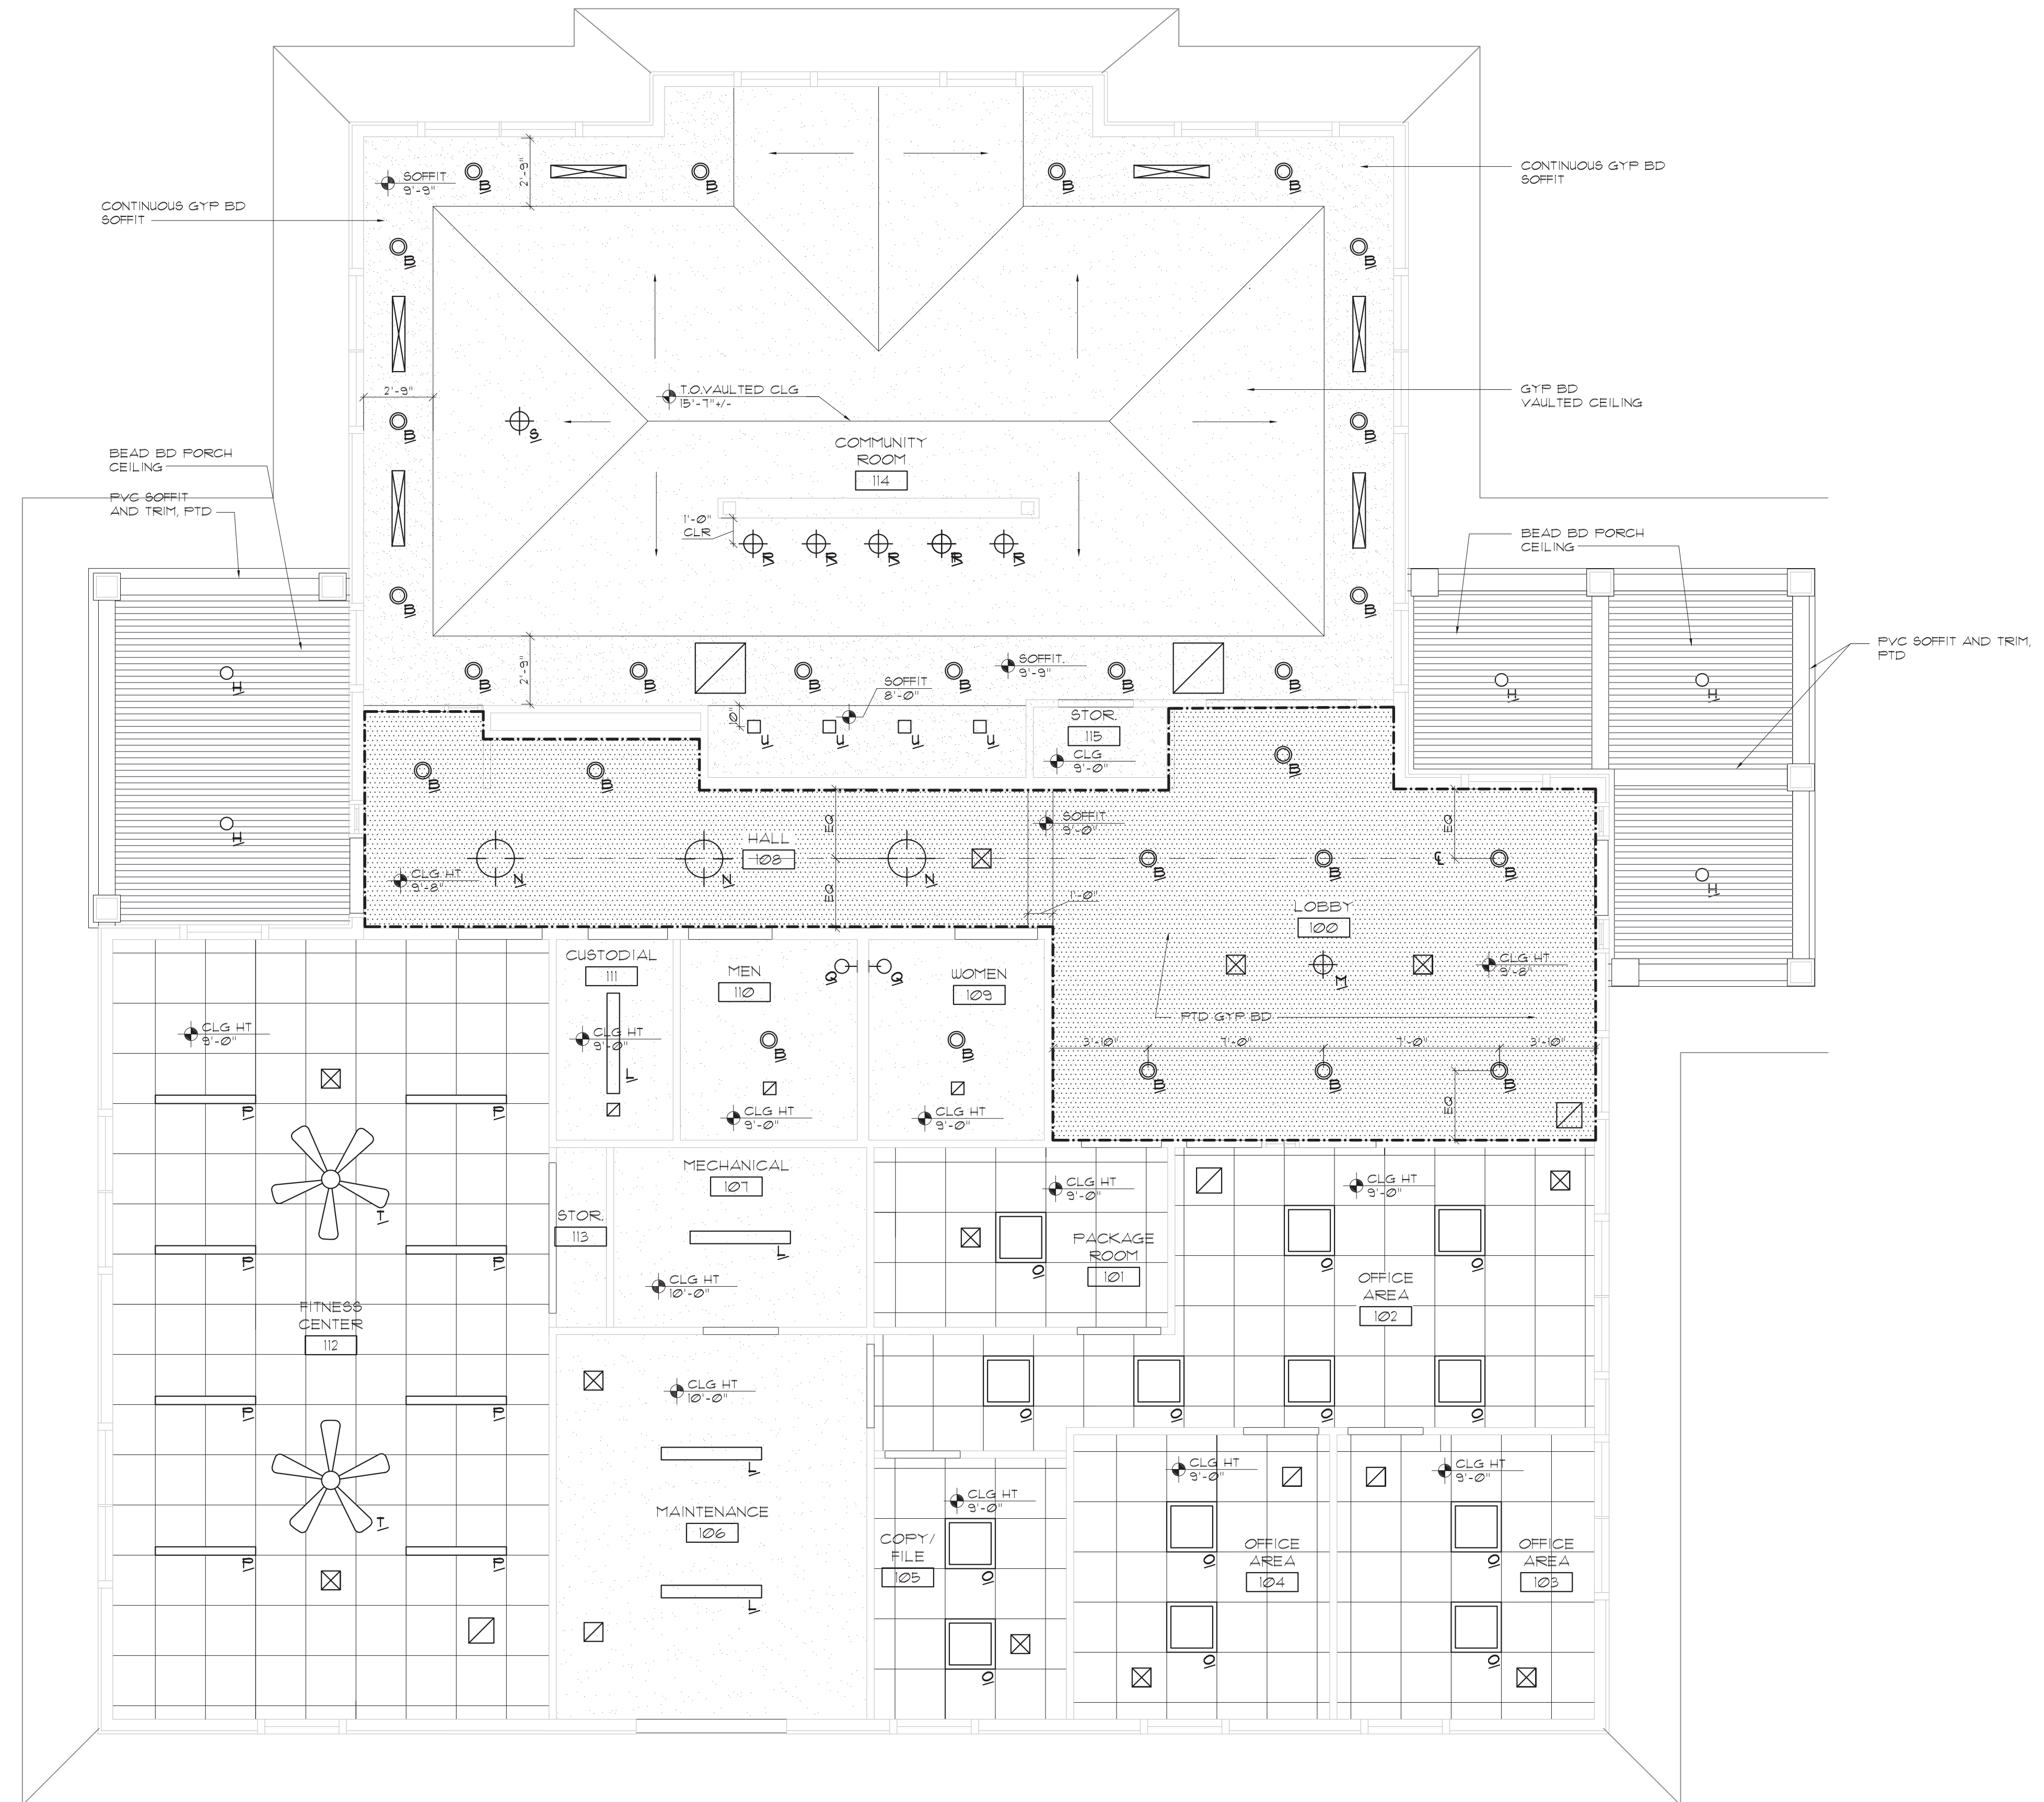 CONTINUOUS GYP BD
SOFFIT
SOFFIT
9'-9"
B
2'-9"
B
B
B
CONTINUOUS GYP BD
SOFFIT
B
B
2'-9"
T.O.VAULTED CLG
15'-7"+/-
GYP BD
VAULTED CEILING
B
S
B
COMMUNITY
ROOM
114
BEAD BD PORCH
CEILING
PVC SOFFIT
AND TRIM, PTD
1'-0"
CLR
R
R
R
R
R
BEAD BD PORCH
CEILING
B
B
PVC SOFFIT AND TRIM,
PTD
2'-9"
B
B
B
B
B
B
SOFFIT.
9'-9"
SOFFIT
8'-0"
H
H
H
10"
U
U
U
U
STOR.
115
CLG
9'-0"
B
B
B
H
EQ
EQ
HALL
108
N
N
N
CLG HT
9'-8"
SOFFIT.
9'-0"
1'-0"
EQ
B
B
B
CL
H
LOBBY
100
M
CLG HT
9'-8"
PTD GYP BD
3'-10"
7'-0"
7'-0"
3'-10"
B
B
B
EQ
CUSTODIAL
111
CLG HT
9'-0"
L
MEN
110
Q
Q
WOMEN
109
B
B
CLG HT
9'-0"
CLG HT
9'-0"
CLG HT
9'-0"
P
P
T
P
P
FITNESS
CENTER
112
P
P
T
P
P
MECHANICAL
107
L
STOR.
113
CLG HT
10'-0"
CLG HT
9'-0"
PACKAGE
ROOM
101
O
CLG HT
9'-0"
O
O
OFFICE
AREA
102
O
O
O
O
CLG HT
10'-0"
L
MAINTENANCE
106
L
CLG HT
9'-0"
COPY/
FILE
105
O
O
CLG HT
9'-0"
O
OFFICE
AREA
104
O
CLG HT
9'-0"
O
OFFICE
AREA
103
O